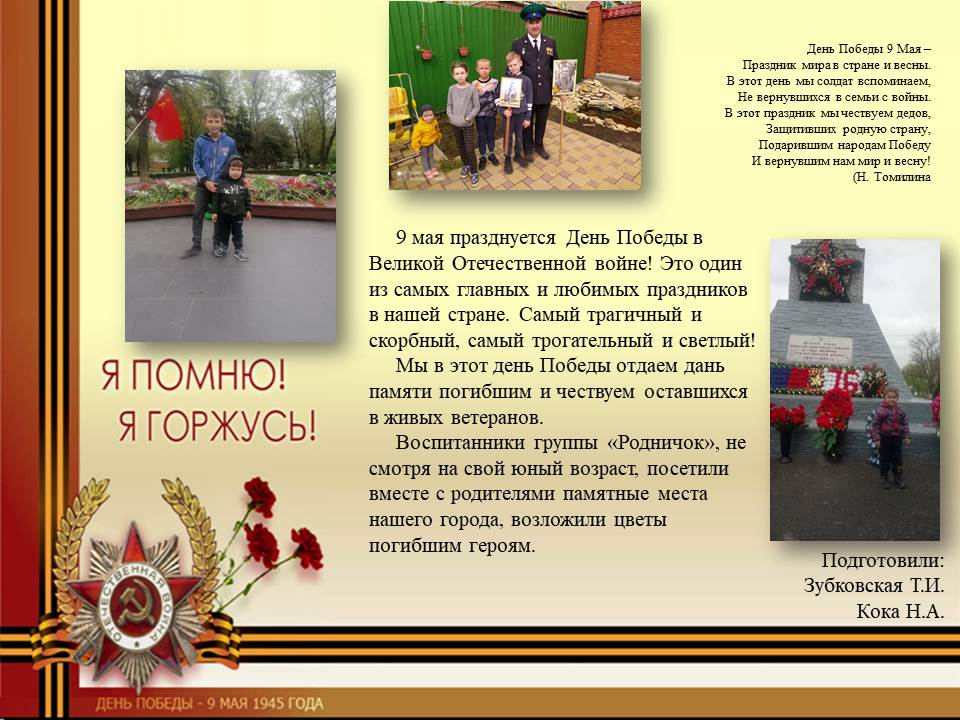 День Победы 9 Мая –
Праздник мира в стране и весны.
В этот день мы солдат вспоминаем,
Не вернувшихся в семьи с войны.
В этот праздник мы чествуем дедов,
Защитивших родную страну,
Подарившим народам Победу
И вернувшим нам мир и весну!
(Н. Томилина
9 мая празднуется День Победы в
Великой Отечественной войне! Это один
из самых главных и любимых праздников
в нашей стране. Самый трагичный и
скорбный, самый трогательный и светлый!
Мы в этот день Победы отдаем дань
памяти погибшим и чествуем оставшихся
в живых ветеранов.
Воспитанники группы «Родничок», не
смотря на свой юный возраст, посетили
вместе с родителями памятные места
нашего города, возложили цветы
погибшим героям.
Я ПОМНЮ!
Я ГОРЖУСЬ!
ОТЕЧЕСТВЕННАЯ ВОЙНА
Подготовили:
Зубковская Т.И.
Кока Н.А.
ДЕНЬ ПОБЕДЫ - 9 МАЯ 1945 ГОДА